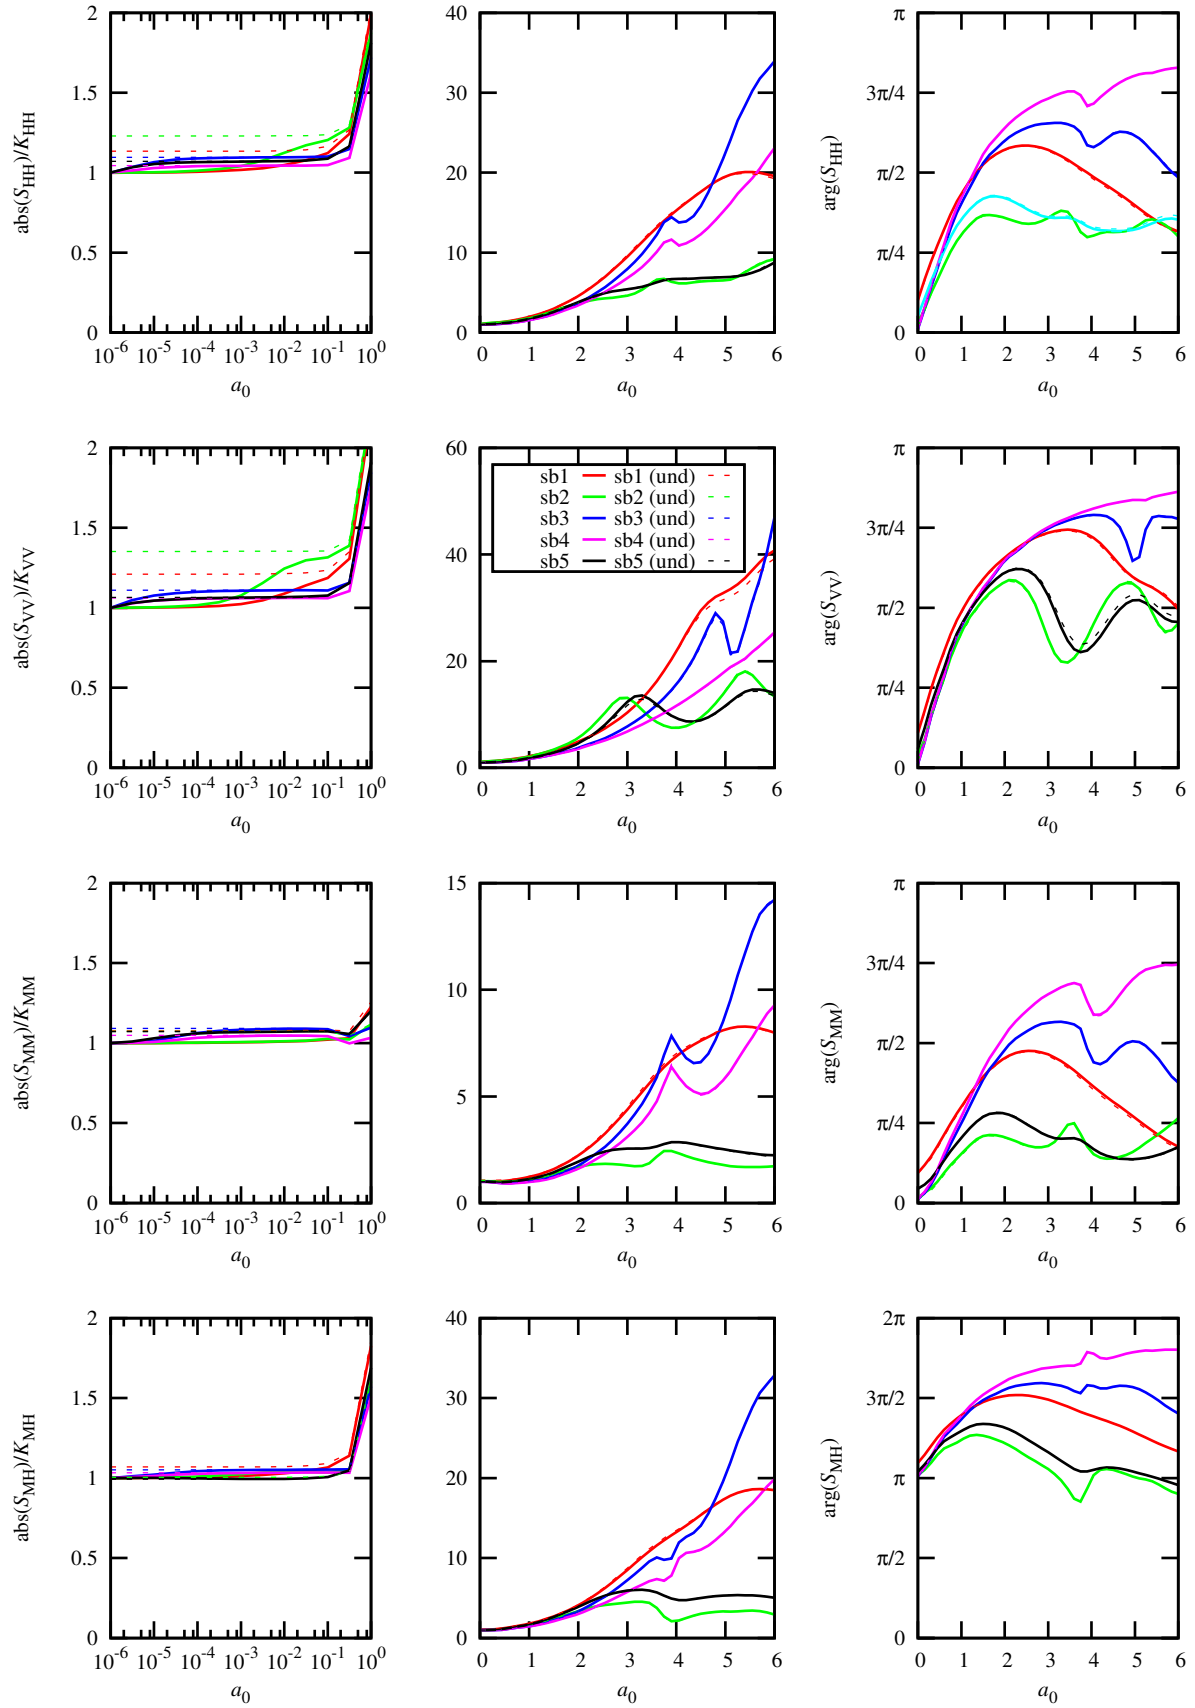 2
1.5
1
0.5
0
10^-6 10^-5 10^-4 10^-3 10^-2 10^-1 10^0
a_0
abs(S_HH)/K_HH
40
30
20
10
0
0 1 2 3 4 5 6
a_0
π
3π/4
π/2
π/4
0
0 1 2 3 4 5 6
a_0
arg(S_HH)
2
1.5
1
0.5
0
10^-6 10^-5 10^-4 10^-3 10^-2 10^-1 10^0
a_0
abs(S_VV)/K_VV
60
40
20
0
0 1 2 3 4 5 6
a_0
sb1 sb1 (und)
sb2 sb2 (und)
sb3 sb3 (und)
sb4 sb4 (und)
sb5 sb5 (und)
π
3π/4
π/2
π/4
0
0 1 2 3 4 5 6
a_0
arg(S_VV)
2
1.5
1
0.5
0
10^-6 10^-5 10^-4 10^-3 10^-2 10^-1 10^0
a_0
abs(S_MM)/K_MM
15
10
5
0
0 1 2 3 4 5 6
a_0
π
3π/4
π/2
π/4
0
0 1 2 3 4 5 6
a_0
arg(S_MM)
2
1.5
1
0.5
0
10^-6 10^-5 10^-4 10^-3 10^-2 10^-1 10^0
a_0
abs(S_MH)/K_MH
40
30
20
10
0
0 1 2 3 4 5 6
a_0
2π
3π/2
π
π/2
0
0 1 2 3 4 5 6
a_0
arg(S_MH)